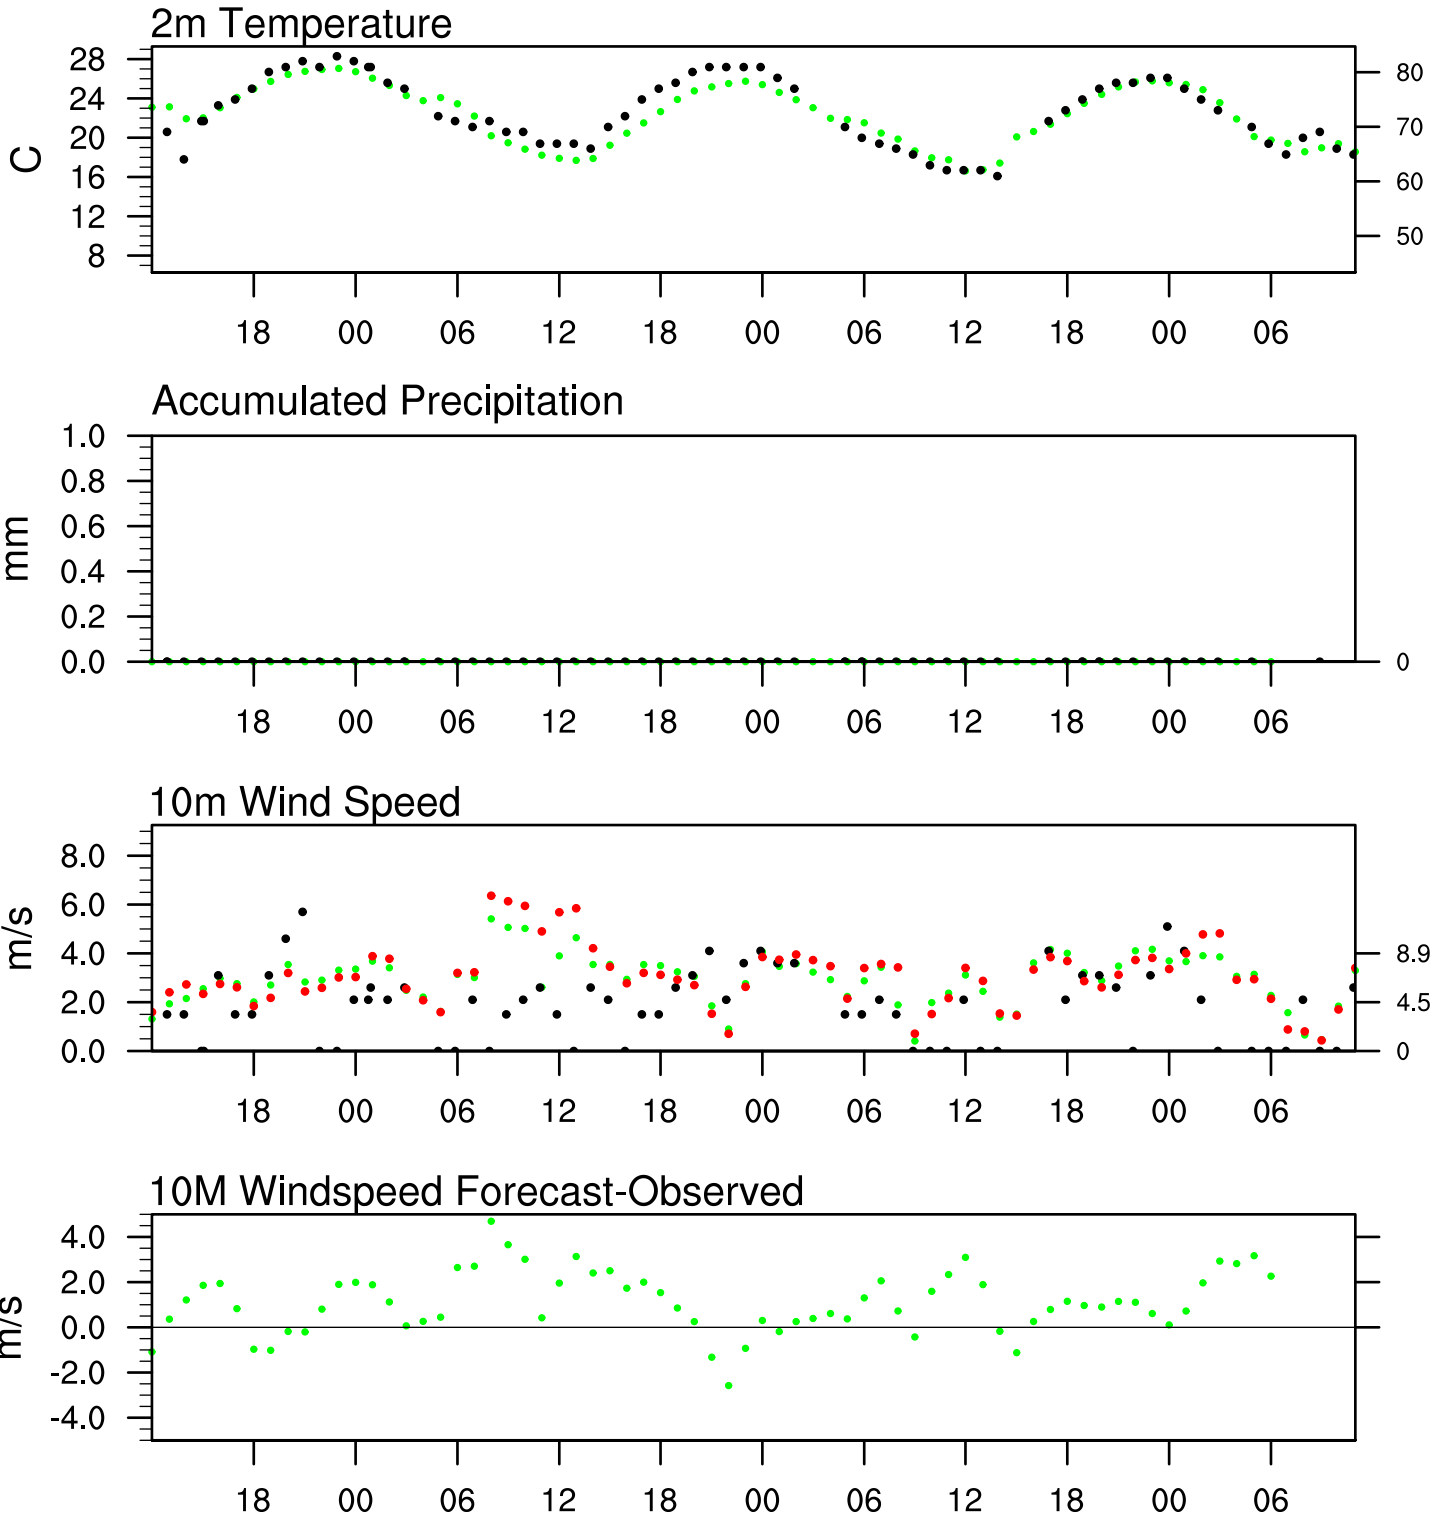 2m Temperature
28
24
20
16
12
8
C
80
70
60
50
18 00 06 12 18 00 06 12 18 00 06
Accumulated Precipitation
1.0
0.8
0.6
0.4
0.2
0.0
mm
0
18 00 06 12 18 00 06 12 18 00 06
10m Wind Speed
8.0
6.0
4.0
2.0
0.0
m/s
8.9
4.5
0
18 00 06 12 18 00 06 12 18 00 06
10M Windspeed Forecast-Observed
4.0
2.0
0.0
-2.0
-4.0
m/s
18 00 06 12 18 00 06 12 18 00 06